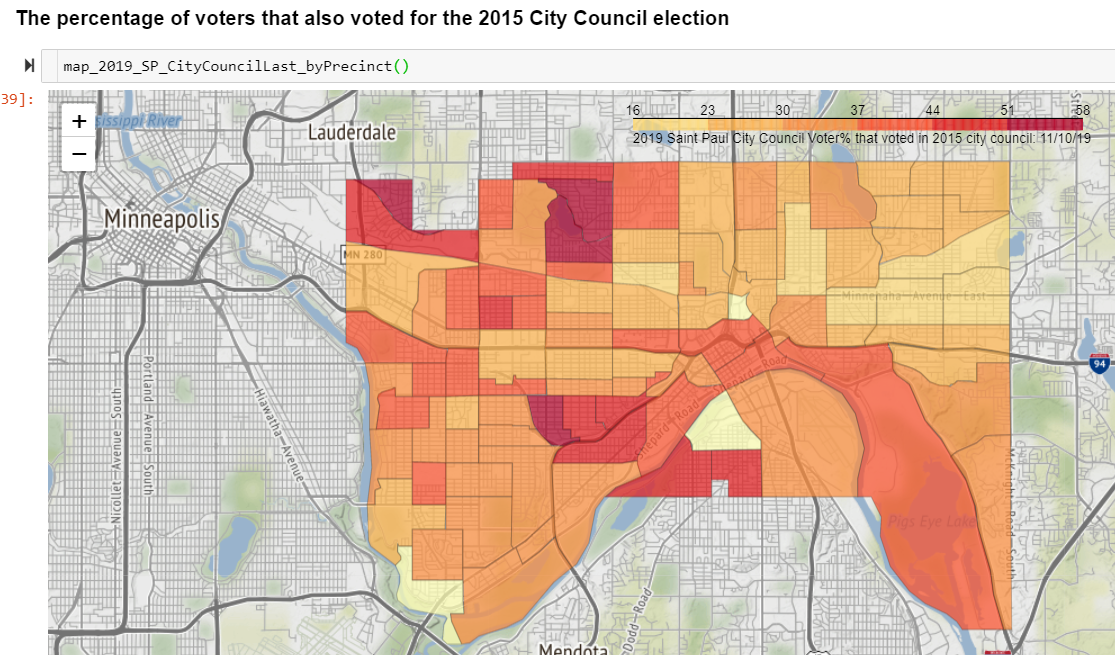 The percentage of voters that also voted for the 2015 City Council election
map_2019_SP_CityCouncilLast_byPrecinct()
39]:
+
−
sissippi River
Lauderdale
16 23 30 37 44 51 58
2019 Saint Paul City Council Voter% that voted in 2015 city council: 11/10/19
Minneapolis
MN 280
Minnehaha Avenue East
94
Portland Avenue South
Nicollet Avenue South
Hiawatha Avenue
Shepard Road
Shepard Road
McKnight Road South
Pigs Eye Lake
Dodd Road
Mendota